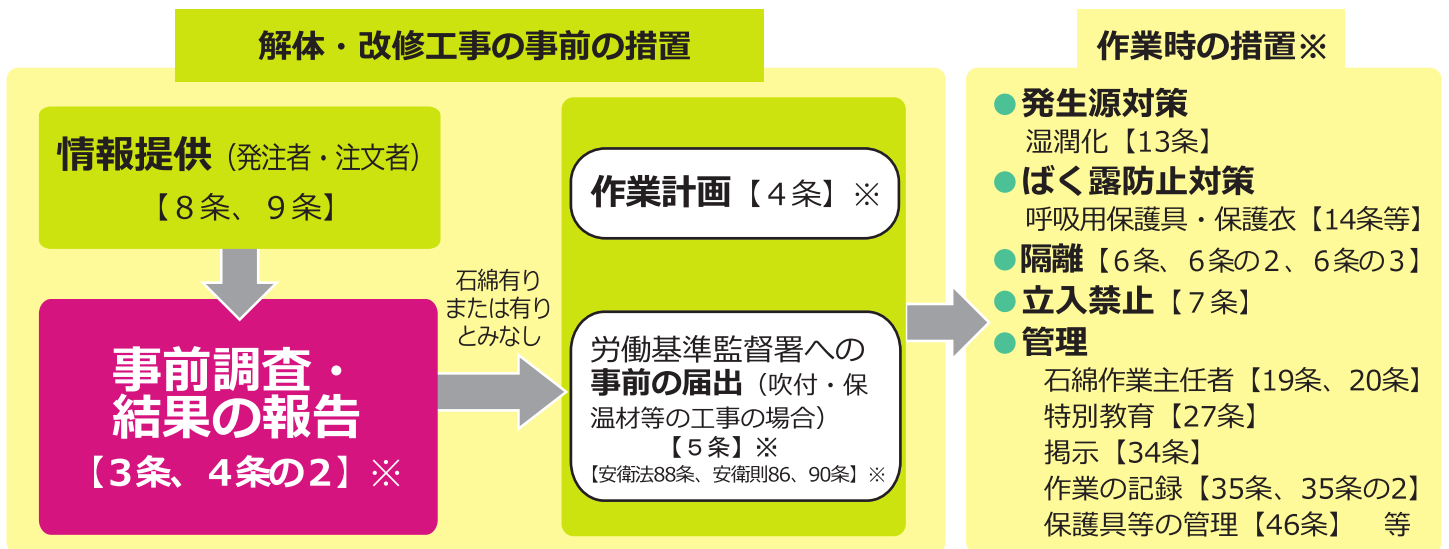 解体・改修工事の事前の措置
情報提供（発注者・注文者）
【８条、９条】
事前調査・
結果の報告
【３条、４条の２】※
石綿有り
または有り
とみなし
作業計画【４条】※
労働基準監督署への
事前の届出（吹付・保
温材等の工事の場合）
【５条】※
【安衛法88条、安衛則86、90条】※
作業時の措置※
●発生源対策
湿潤化【13条】
●ばく露防止対策
呼吸用保護具・保護衣【14条等】
●隔離【６条、６条の２、６条の３】
●立入禁止【７条】
●管理
石綿作業主任者【19条、20条】
特別教育【27条】
掲示【34条】
作業の記録【35条、35条の2】
保護具等の管理【46条】　等